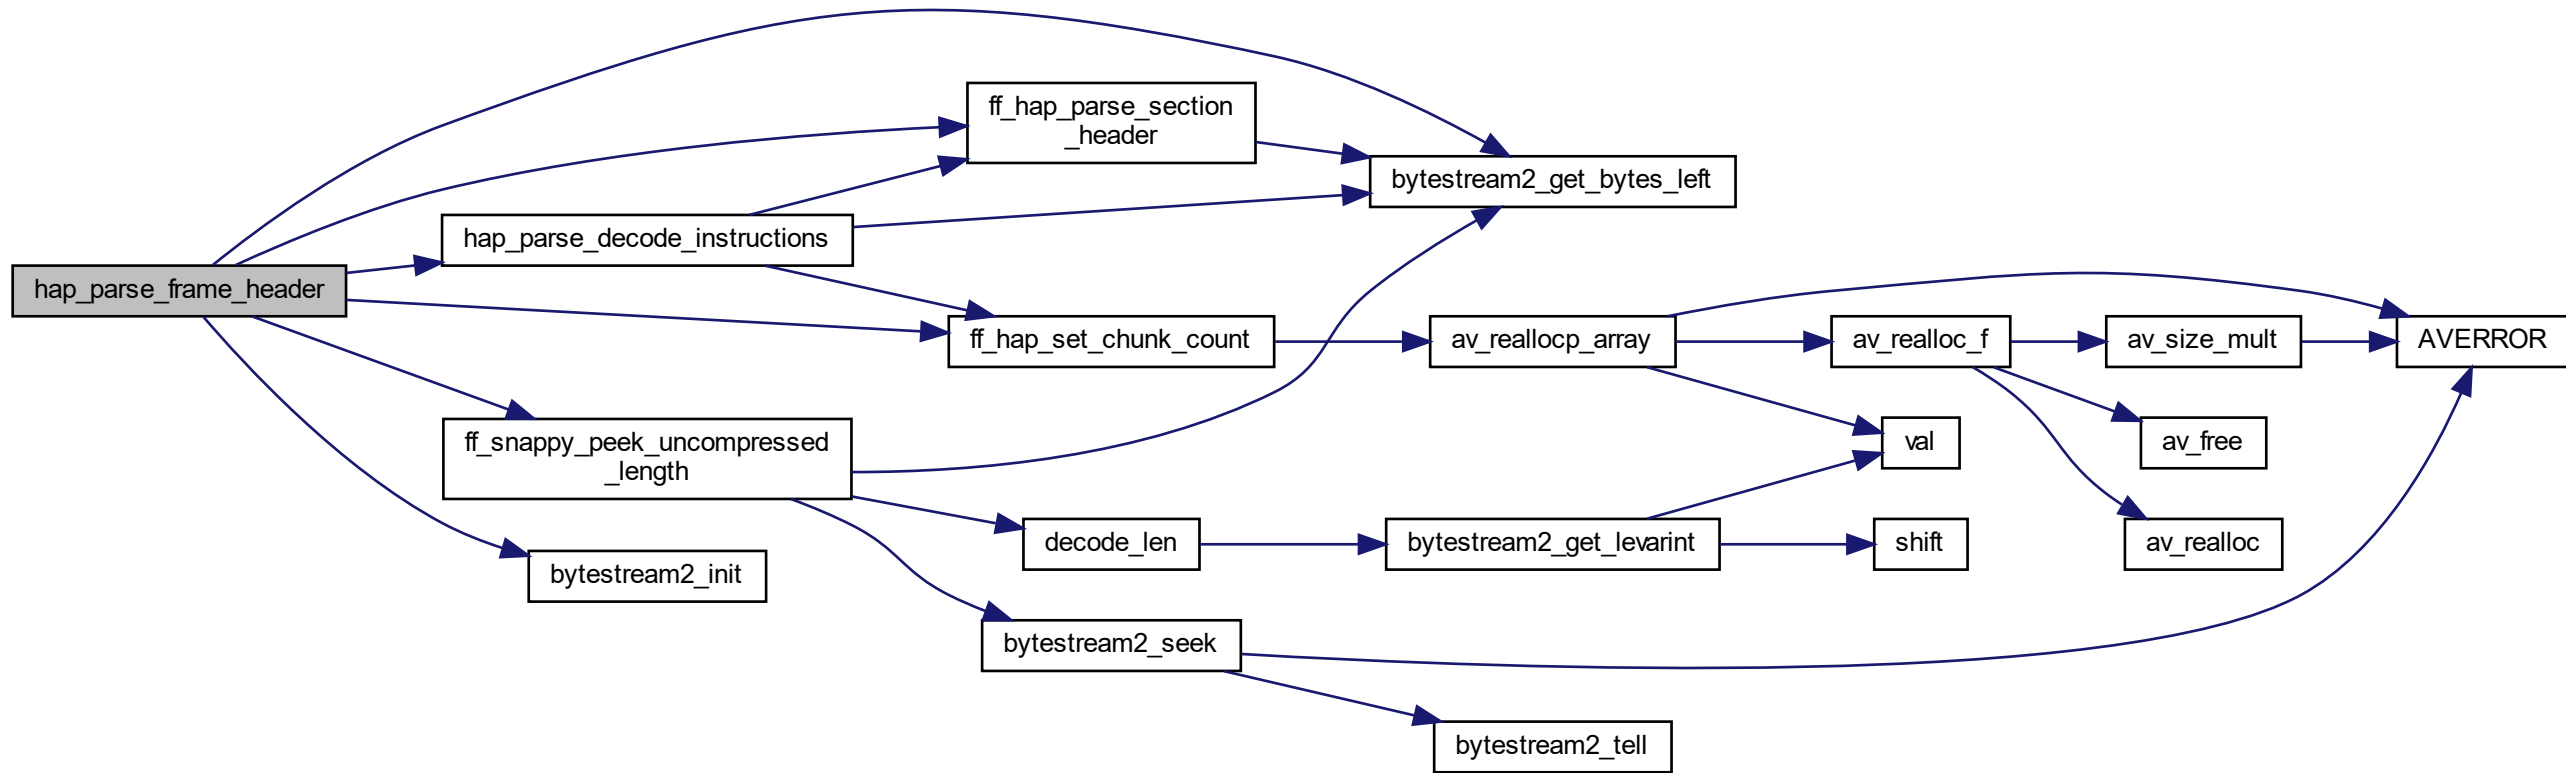 ff_hap_parse_section
_header
bytestream2_get_bytes_left
hap_parse_decode_instructions
hap_parse_frame_header
ff_hap_set_chunk_count
av_reallocp_array
av_realloc_f
av_size_mult
AVERROR
ff_snappy_peek_uncompressed
_length
val
av_free
decode_len
bytestream2_get_levarint
shift
av_realloc
bytestream2_init
bytestream2_seek
bytestream2_tell